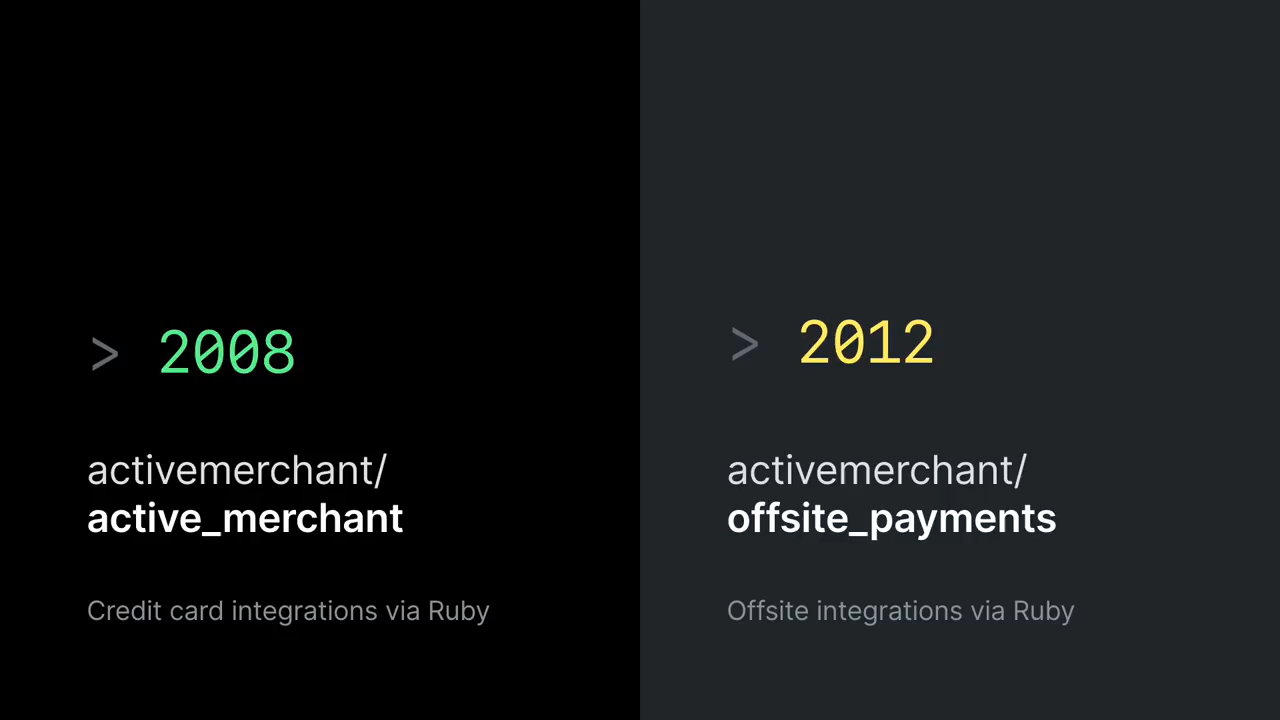 > 2008
activemerchant/
active_merchant
Credit card integrations via Ruby
> 2012
activemerchant/
offsite_payments
Offsite integrations via Ruby